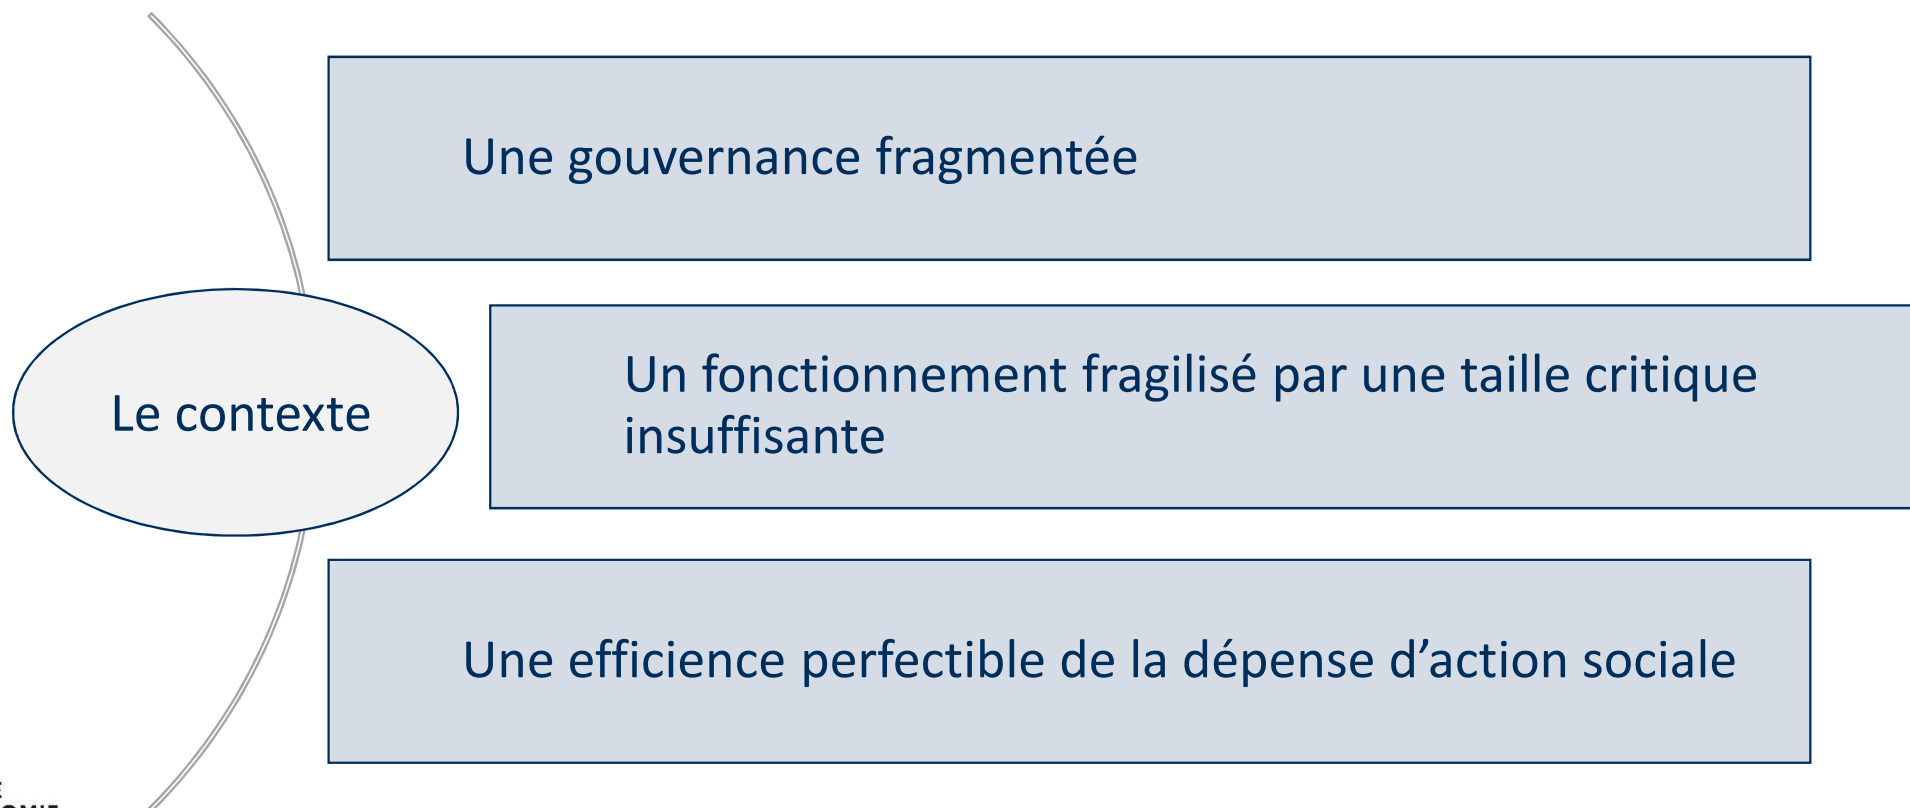 Une gouvernance fragmentée
Le contexte
Un fonctionnement fragilisé par une taille critique
insuffisante
Une efficience perfectible de la dépense d’action sociale